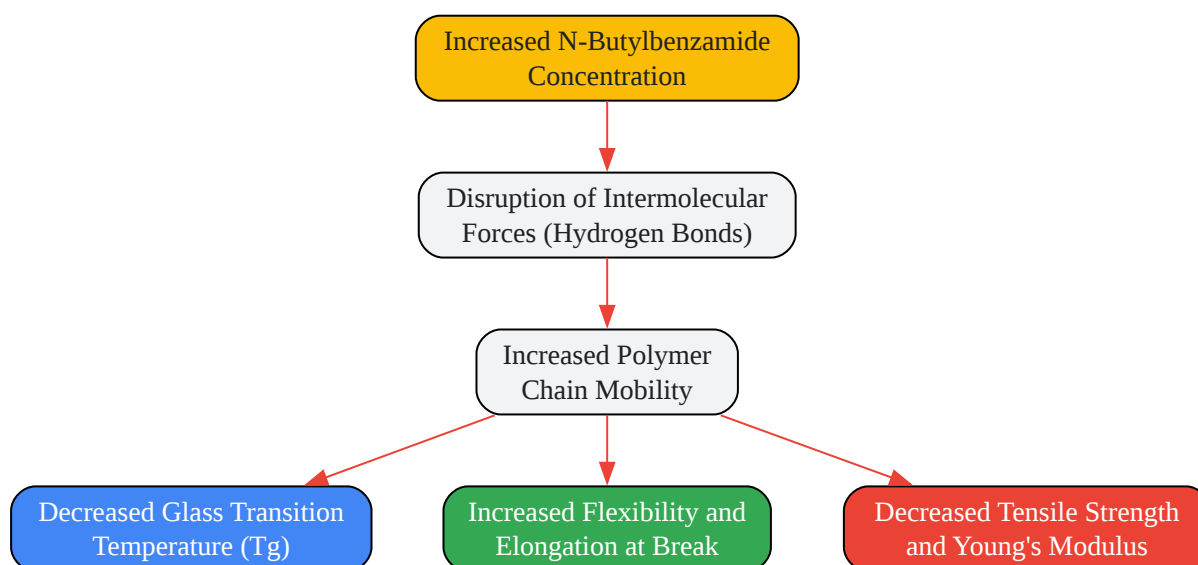 Increased N-Butylbenzamide
Concentration
Disruption of Intermolecular
Forces (Hydrogen Bonds)
Increased Polymer
Chain Mobility
Decreased Glass Transition
Temperature (Tg)
Increased Flexibility and
Elongation at Break
Decreased Tensile Strength
and Young's Modulus